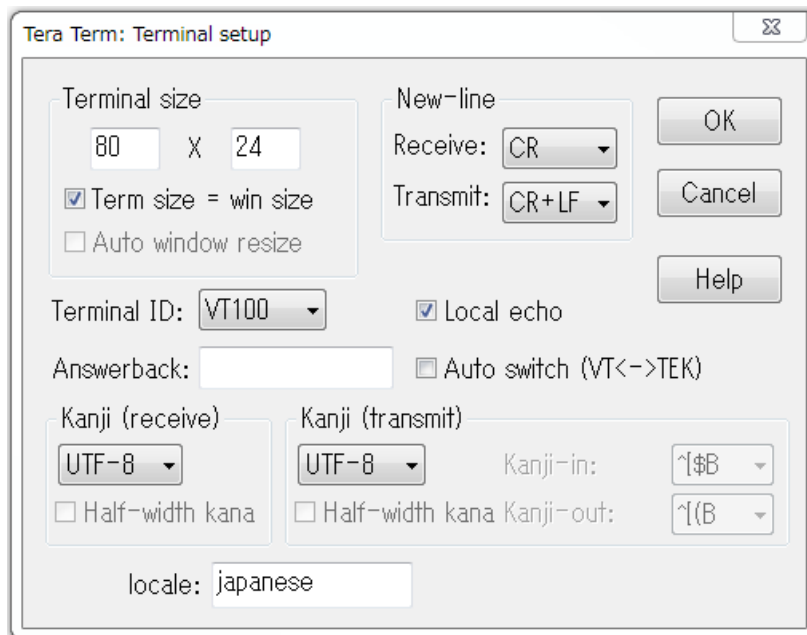 Tera Term: Terminal setup
Terminal size
80 X 24
Term size = win size
Auto window resize
New-line
Receive: CR
Transmit: CR+LF
OK
Cancel
Help
Terminal ID: VT100
Local echo
Answerback:
Auto switch (VT<->TEK)
Kanji (receive)
UTF-8
Half-width kana
Kanji (transmit)
UTF-8
Kanji-in: ^[$B
Half-width kana
Kanji-out: ^[(B
locale: japanese